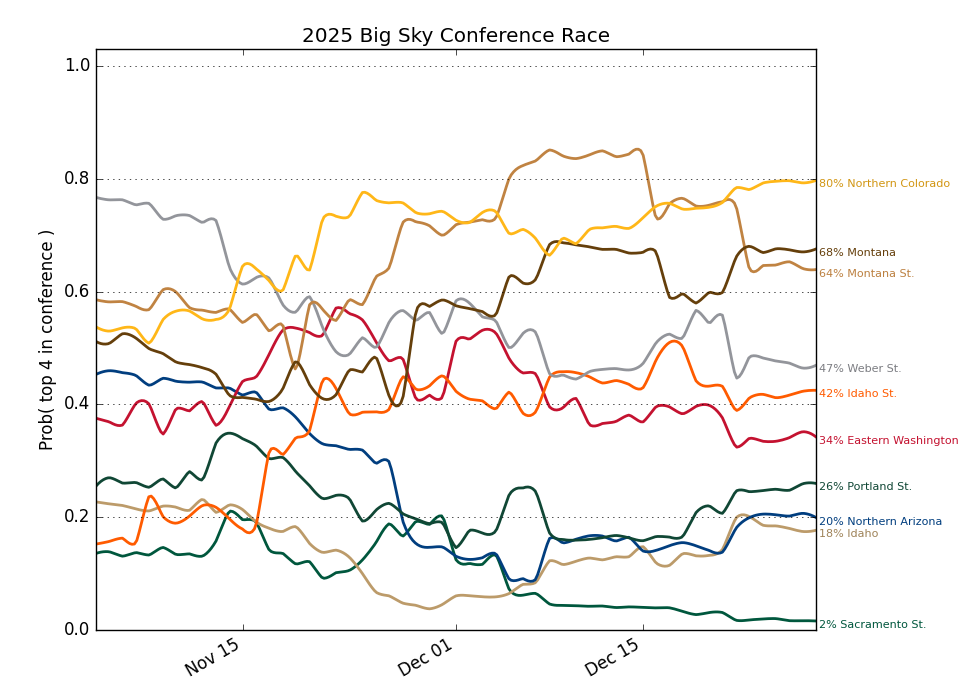 2025 Big Sky Conference Race
Prob( top 4 in conference )
1.0
0.8
0.6
0.4
0.2
0.0
Nov 15
Dec 01
Dec 15
80% Northern Colorado
68% Montana
64% Montana St.
47% Weber St.
42% Idaho St.
34% Eastern Washington
26% Portland St.
20% Northern Arizona
18% Idaho
2% Sacramento St.